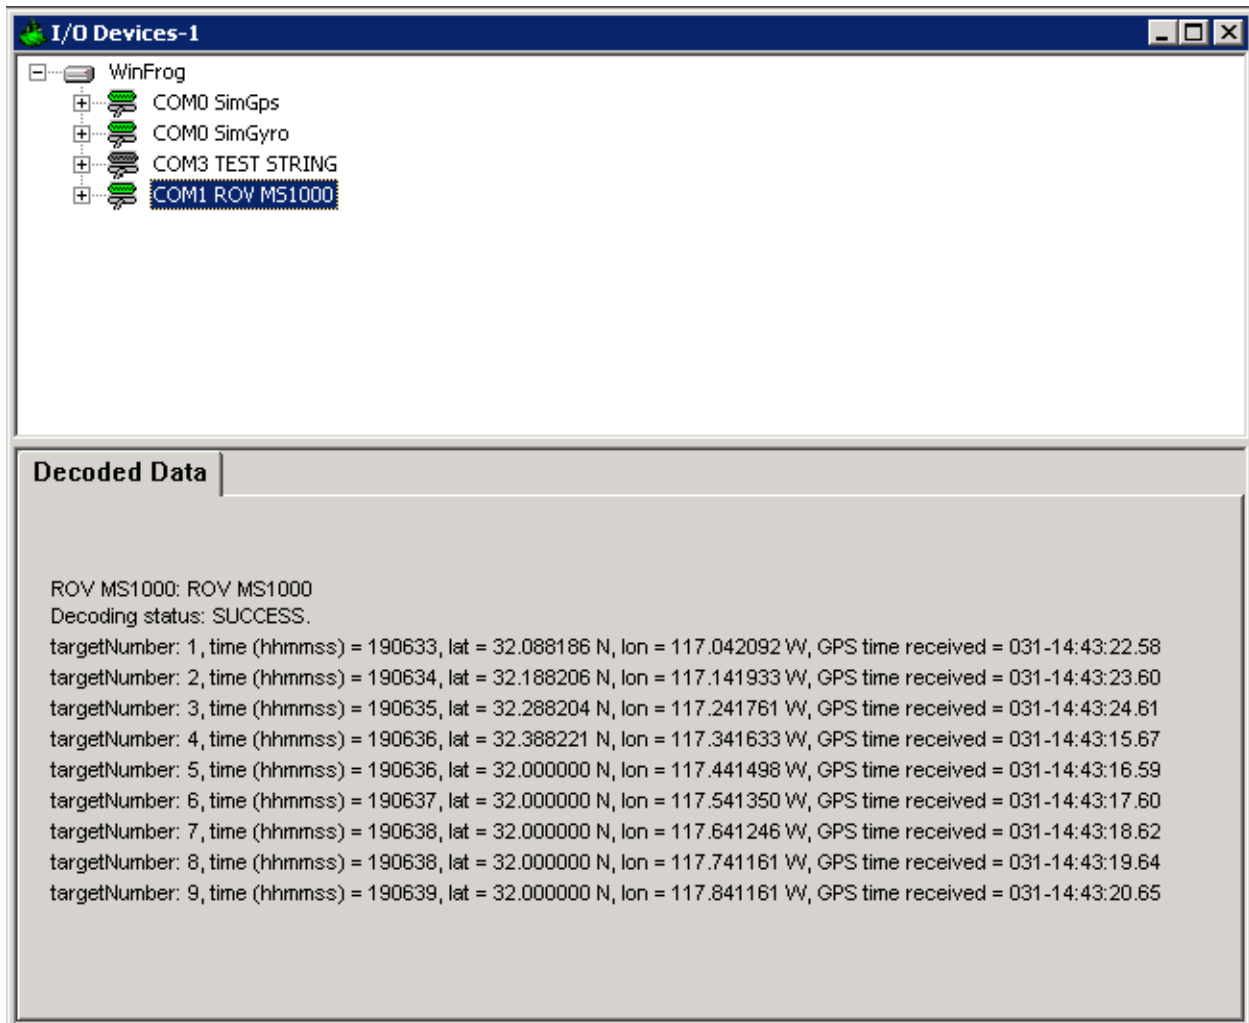 I/O Devices-1
WinFrog
COM0 SimGps
COM0 SimGyro
COM3 TEST STRING
COM1 ROV MS1000
Decoded Data
ROV MS1000: ROV MS1000
Decoding status: SUCCESS.
targetNumber: 1, time (hhmmss) = 190633, lat = 32.088186 N, lon = 117.042092 W, GPS time received = 031-14:43:22.58
targetNumber: 2, time (hhmmss) = 190634, lat = 32.188206 N, lon = 117.141933 W, GPS time received = 031-14:43:23.60
targetNumber: 3, time (hhmmss) = 190635, lat = 32.288204 N, lon = 117.241761 W, GPS time received = 031-14:43:24.61
targetNumber: 4, time (hhmmss) = 190636, lat = 32.388221 N, lon = 117.341633 W, GPS time received = 031-14:43:15.67
targetNumber: 5, time (hhmmss) = 190636, lat = 32.000000 N, lon = 117.441498 W, GPS time received = 031-14:43:16.59
targetNumber: 6, time (hhmmss) = 190637, lat = 32.000000 N, lon = 117.541350 W, GPS time received = 031-14:43:17.60
targetNumber: 7, time (hhmmss) = 190638, lat = 32.000000 N, lon = 117.641246 W, GPS time received = 031-14:43:18.62
targetNumber: 8, time (hhmmss) = 190638, lat = 32.000000 N, lon = 117.741161 W, GPS time received = 031-14:43:19.64
targetNumber: 9, time (hhmmss) = 190639, lat = 32.000000 N, lon = 117.841161 W, GPS time received = 031-14:43:20.65